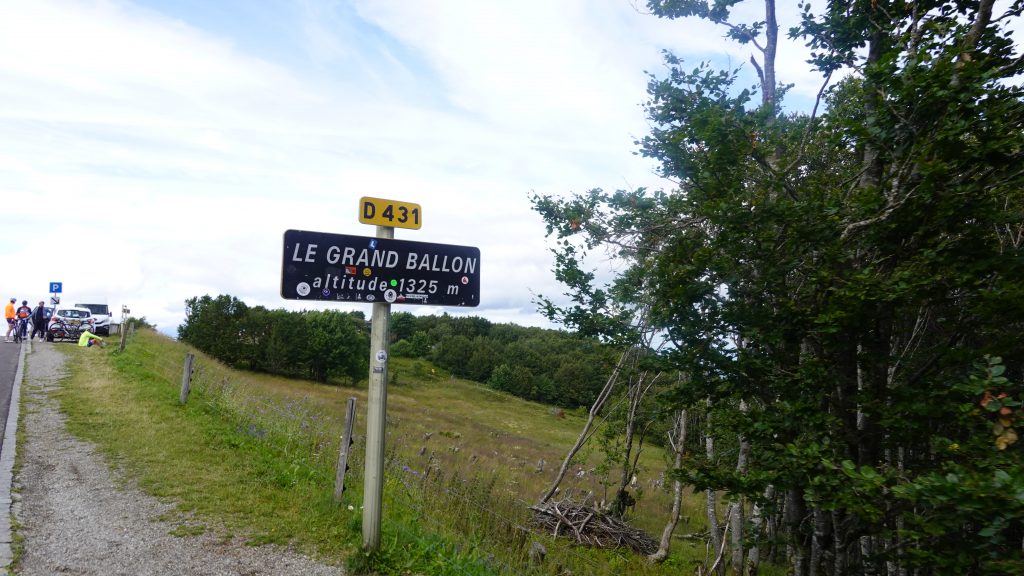 D 431
LE GRAND BALLON
altitude 1325 m
P